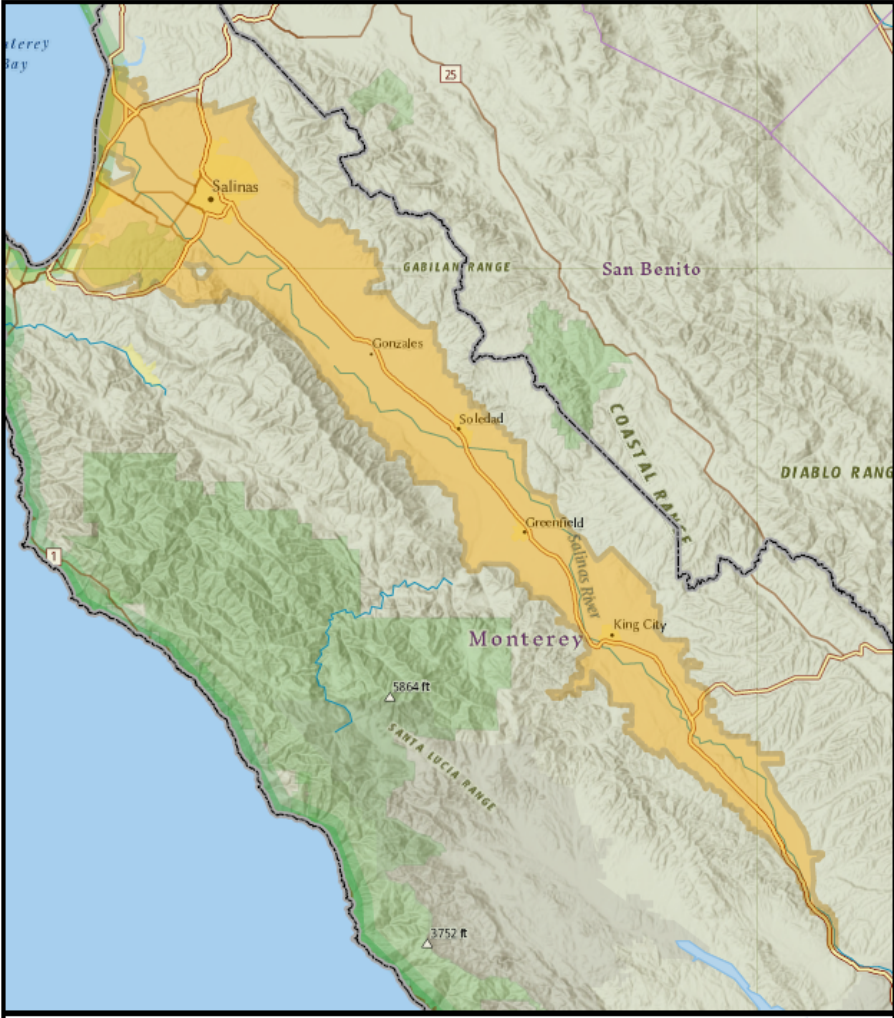 nterey
Bay
25
Salinas
GABILAN RANGE
San Benito
Gonzales
Soledad
COASTAL RANGE
DIABLO RANG
Greenfield
Salinas River
1
King City
Monterey
5864 ft
SANTA LUCIA RANGE
3752 ft